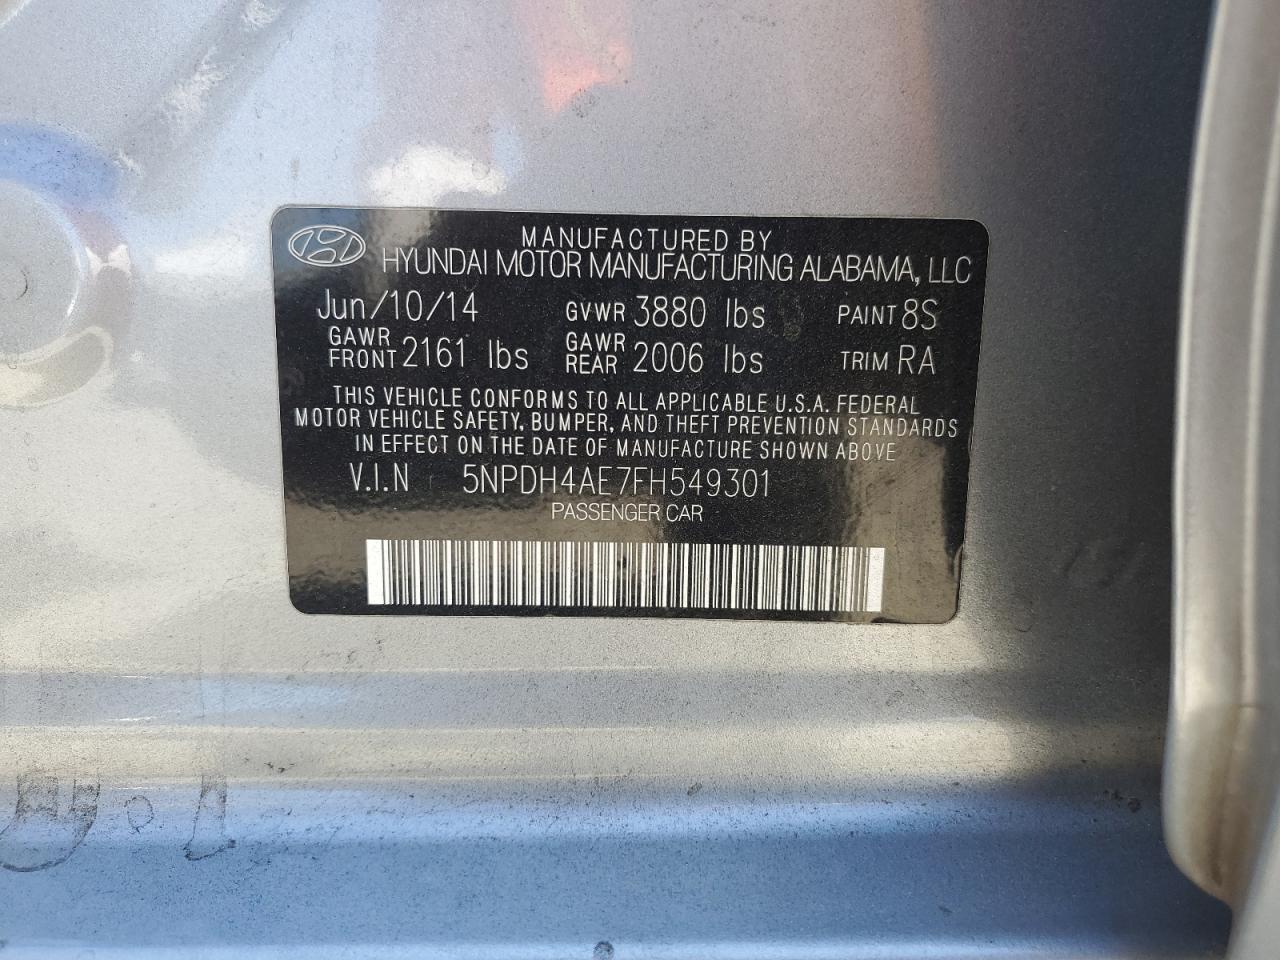 MANUFACTURED BY
HYUNDAI MOTOR MANUFACTURING ALABAMA, LLC
Jun/10/14 GVWR 3880 lbs PAINT 8S
GAWR FRONT 2161 lbs GAWR REAR 2006 lbs TRIM RA
THIS VEHICLE CONFORMS TO ALL APPLICABLE U.S.A. FEDERAL
MOTOR VEHICLE SAFETY, BUMPER, AND THEFT PREVENTION STANDARDS
IN EFFECT ON THE DATE OF MANUFACTURE SHOWN ABOVE
V.I.N 5NPDH4AE7FH549301
PASSENGER CAR